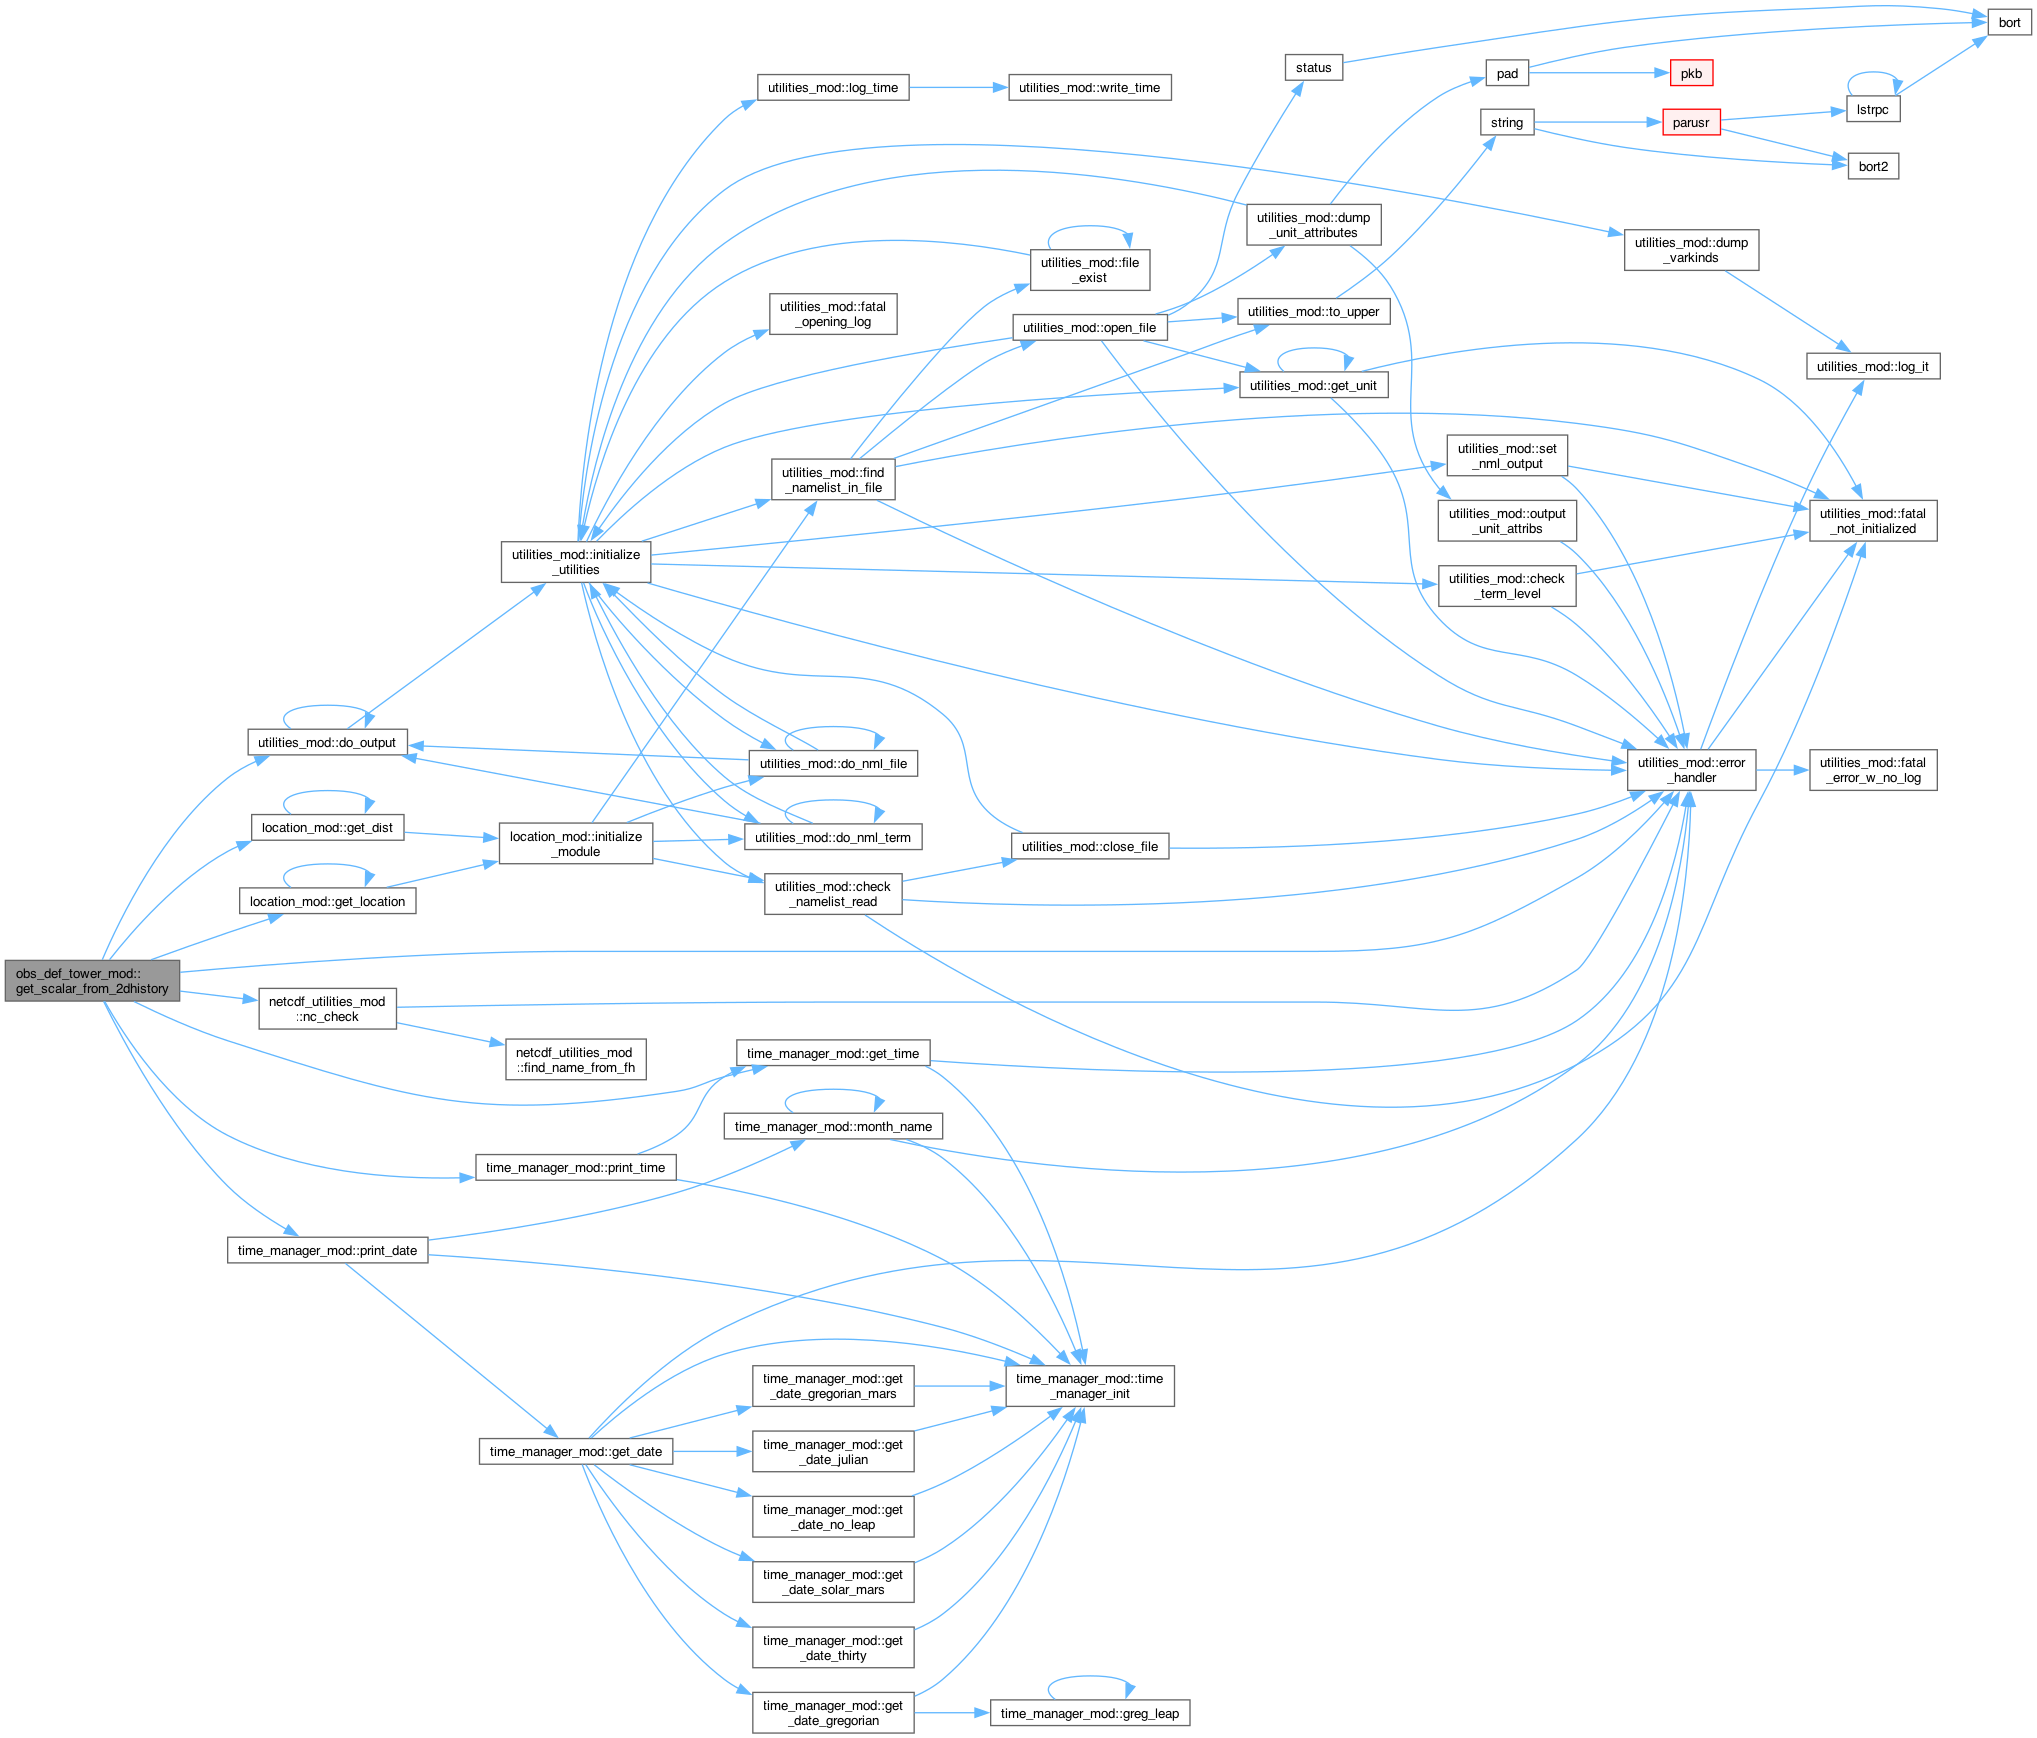 bort
status
pad
pkb
utilities_mod::log_time
utilities_mod::write_time
lstrpc
string
parusr
bort2
utilities_mod::dump
_unit_attributes
utilities_mod::dump
_varkinds
utilities_mod::file
_exist
utilities_mod::fatal
_opening_log
utilities_mod::to_upper
utilities_mod::open_file
utilities_mod::log_it
utilities_mod::get_unit
utilities_mod::set
_nml_output
utilities_mod::find
_namelist_in_file
utilities_mod::output
_unit_attribs
utilities_mod::fatal
_not_initialized
utilities_mod::initialize
_utilities
utilities_mod::check
_term_level
utilities_mod::do_output
utilities_mod::do_nml_file
utilities_mod::error
_handler
utilities_mod::fatal
_error_w_no_log
location_mod::get_dist
location_mod::initialize
_module
utilities_mod::do_nml_term
utilities_mod::close_file
location_mod::get_location
utilities_mod::check
_namelist_read
obs_def_tower_mod::
get_scalar_from_2dhistory
netcdf_utilities_mod
::nc_check
netcdf_utilities_mod
::find_name_from_fh
time_manager_mod::get_time
time_manager_mod::month_name
time_manager_mod::print_time
time_manager_mod::print_date
time_manager_mod::get
_date_gregorian_mars
time_manager_mod::time
_manager_init
time_manager_mod::get_date
time_manager_mod::get
_date_julian
time_manager_mod::get
_date_no_leap
time_manager_mod::get
_date_solar_mars
time_manager_mod::get
_date_thirty
time_manager_mod::get
_date_gregorian
time_manager_mod::greg_leap